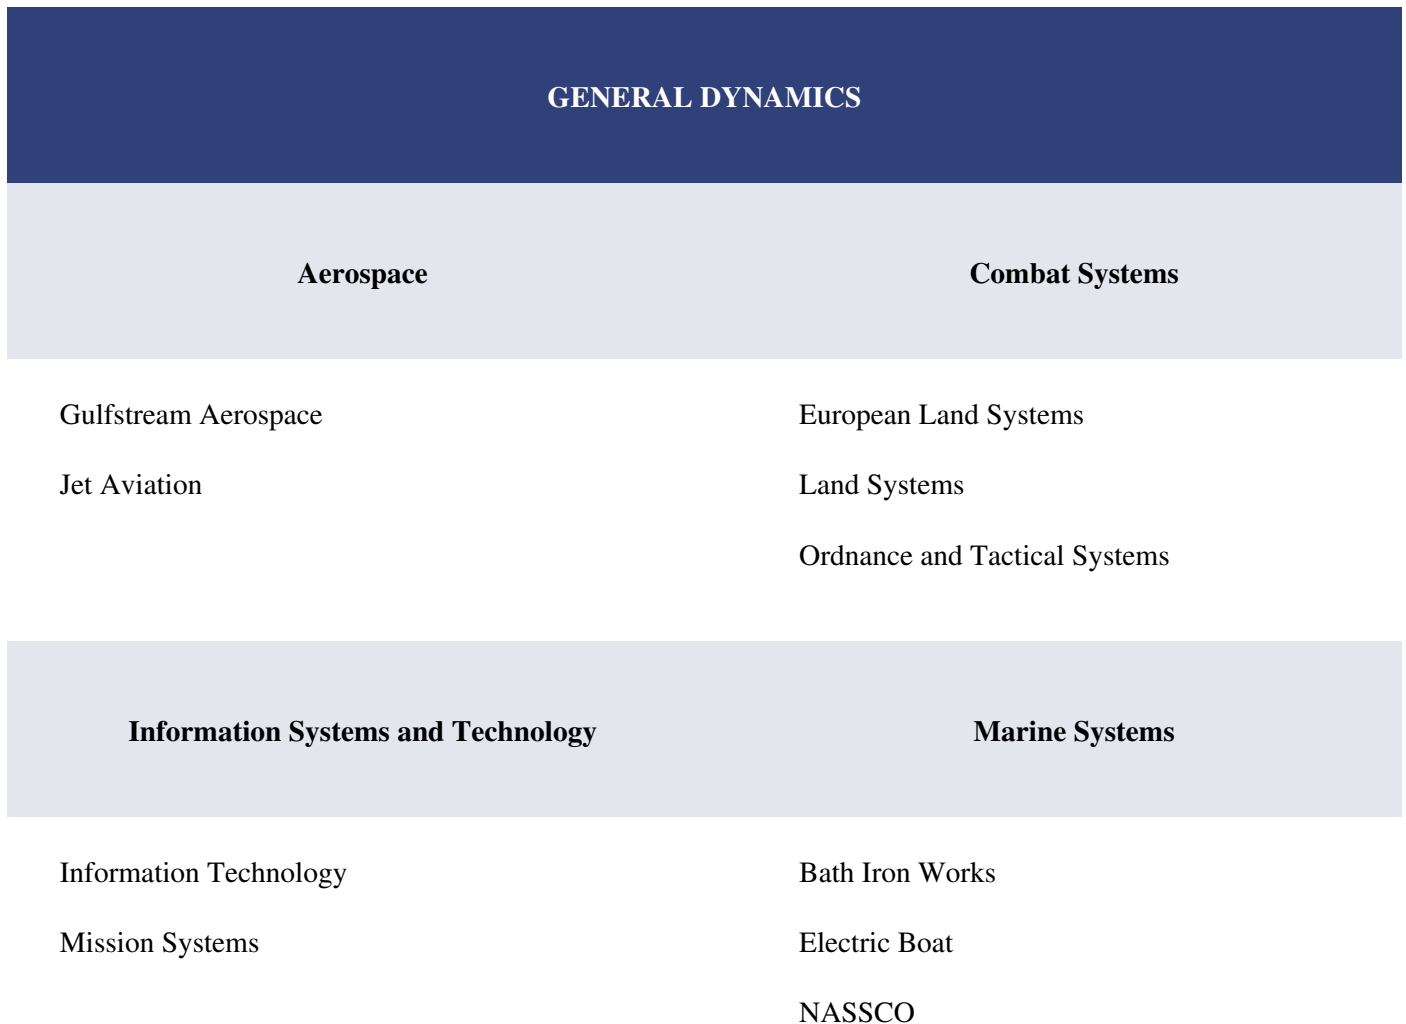 GENERAL DYNAMICS
Aerospace
Combat Systems
Gulfstream Aerospace
European Land Systems
Jet Aviation
Land Systems
Ordnance and Tactical Systems
Information Systems and Technology
Marine Systems
Information Technology
Bath Iron Works
Mission Systems
Electric Boat
NASSCO